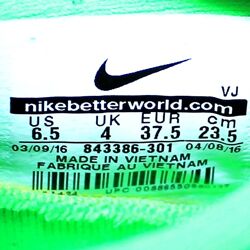 VJ
nikebetterworld.com
US UK EUR cm
6.5 4 37.5 23.5
03/09/16 843386-301 04/08/16
MADE IN VIETNAM
FABRIQUE AU VIETNAM
UPC